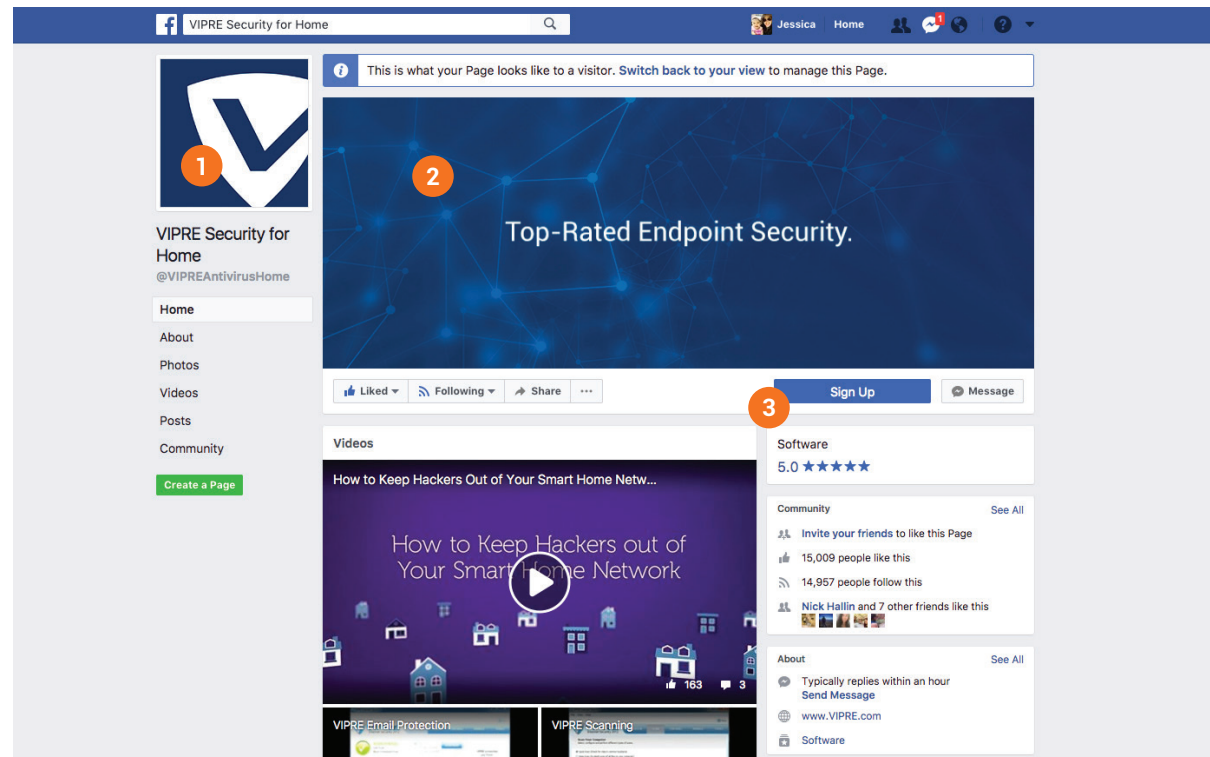 VIPRE Security for Home
Jessica
Home
1
This is what your Page looks like to a visitor. Switch back to your view to manage this Page.
1
2
Top-Rated Endpoint Security.
VIPRE Security for
Home
@VIPREAntivirusHome
Home
About
Photos
Videos
Posts
Community
Create a Page
Liked
Following
Share
3
Sign Up
Message
Videos
How to Keep Hackers Out of Your Smart Home Netw...
How to Keep Hackers out of
Your Smart Home Network
163
3
VIPRE Email Protection
VIPRE Scanning
Software
5.0 ★★★★★
Community
See All
Invite your friends to like this Page
15,009 people like this
14,957 people follow this
Nick Hallin and 7 other friends like this
About
See All
Typically replies within an hour
Send Message
www.VIPRE.com
Software